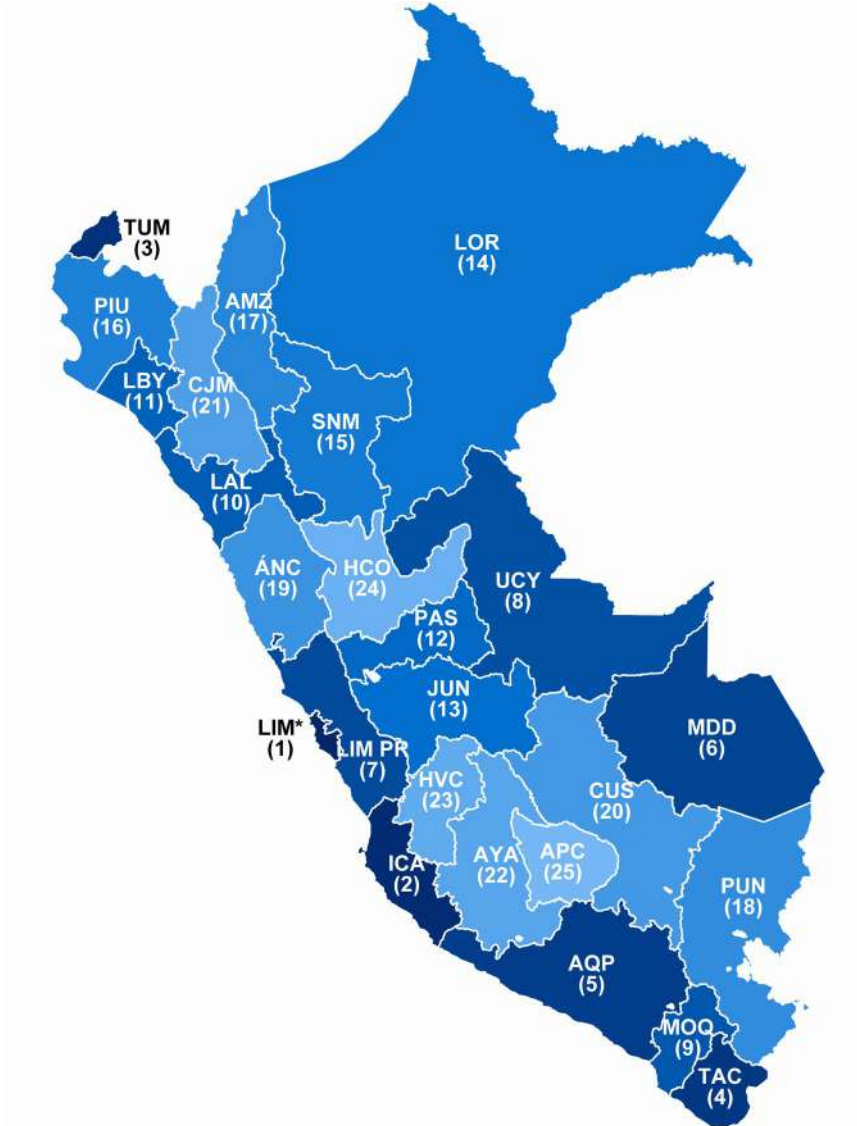 TUM
(3)
LOR
(14)
PIU
(16)
AMZ
(17)
LBY
(11)
CJM
(21)
SNM
(15)
LAL
(10)
ÁNC
(19)
HCO
(24)
UCY
(8)
PAS
(12)
JUN
(13)
MDD
(6)
LIM*
(1)
LIM PR
(7)
HVC
(23)
CUS
(20)
ICA
(2)
AYA
(22)
APC
(25)
PUN
(18)
AQP
(5)
MOQ
(9)
TAC
(4)